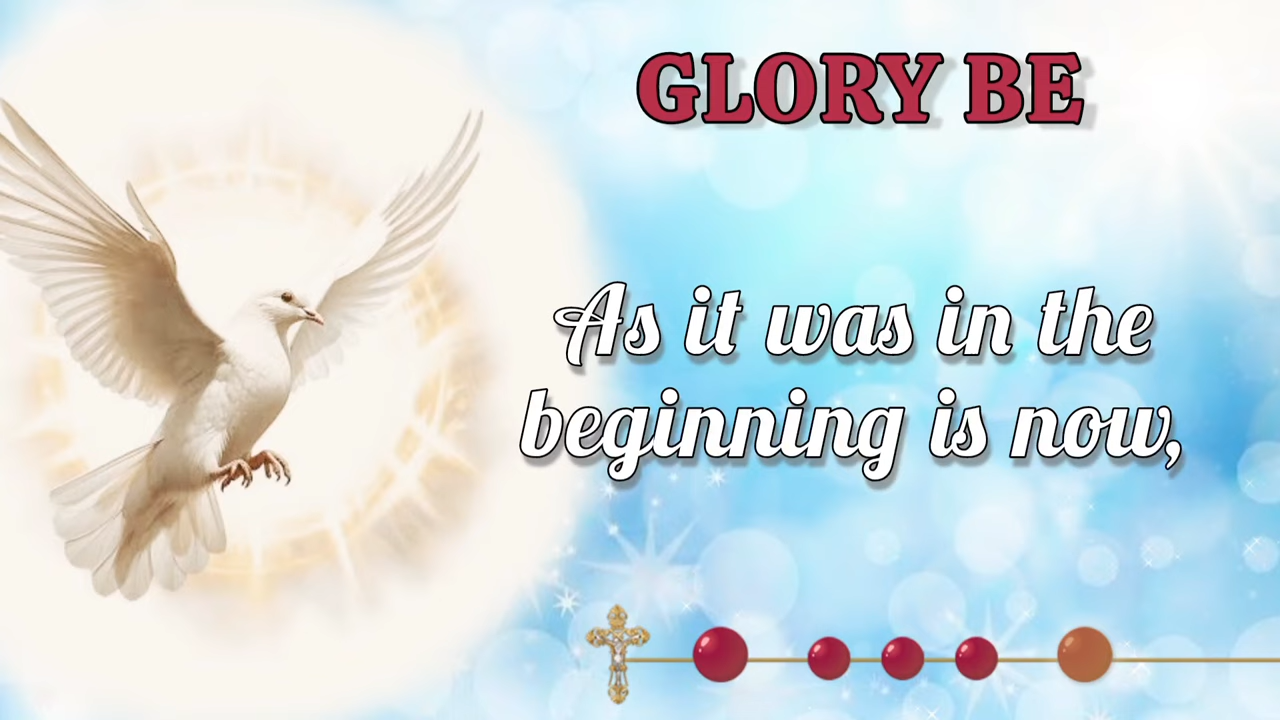 GLORY BE
As it was in the
beginning is now,